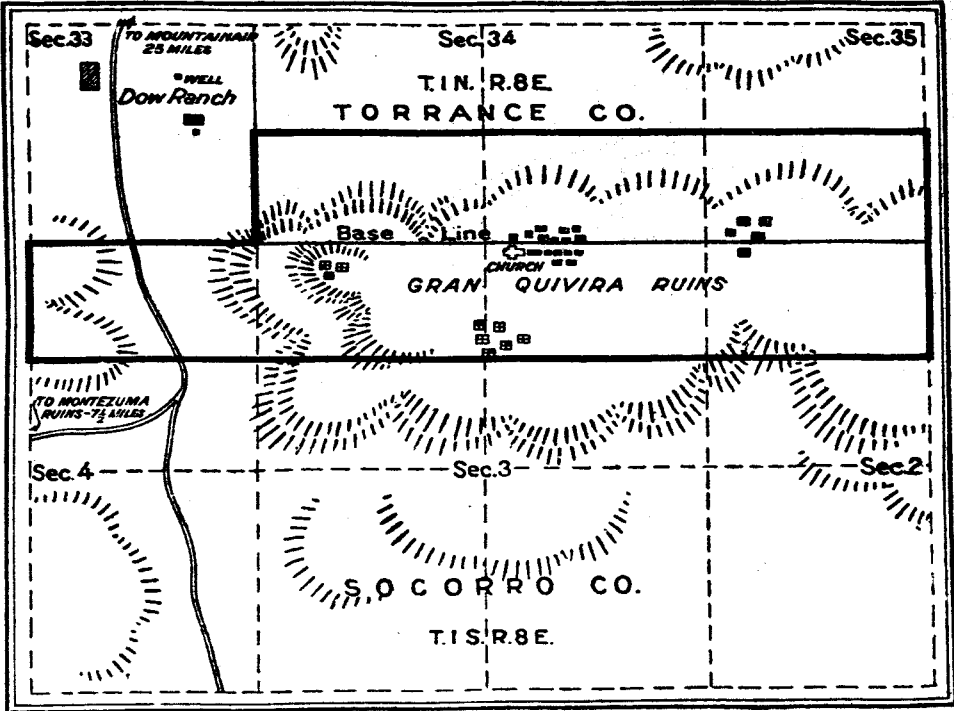 Sec.33
TO MOUNTAINAIR
25 MILES
Sec.34
Sec.35
WELL
Dow Ranch
T.1N. R.8E.
TORRANCE CO.
Base Line
CHURCH
GRAN QUIVIRA RUINS
TO MONTEZUMA
RUINS-7½ MILES
Sec.4
Sec.3
Sec.2
SOCORRO CO.
T.1S. R.8E.